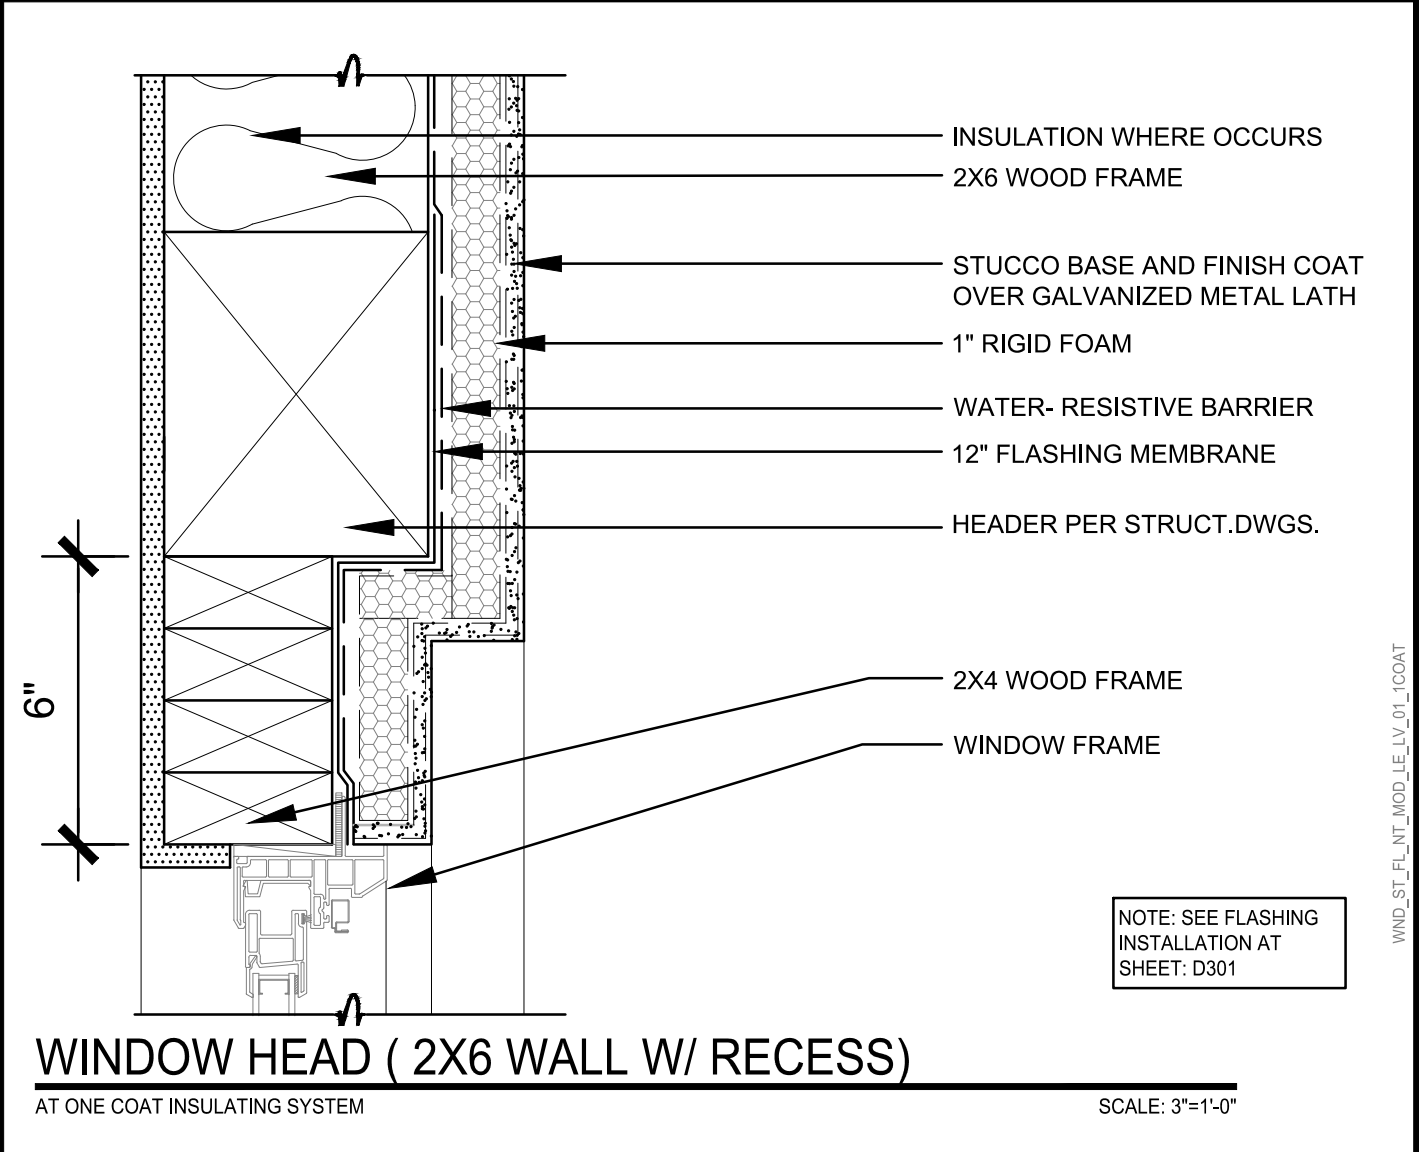 INSULATION WHERE OCCURS
2X6 WOOD FRAME
STUCCO BASE AND FINISH COAT
OVER GALVANIZED METAL LATH
1" RIGID FOAM
WATER- RESISTIVE BARRIER
12" FLASHING MEMBRANE
HEADER PER STRUCT.DWGS.
6"
2X4 WOOD FRAME
WINDOW FRAME
WND_ST_FL_NT_MOD_LE_LV_01_1COAT
NOTE: SEE FLASHING
INSTALLATION AT
SHEET: D301
WINDOW HEAD ( 2X6 WALL W/ RECESS)
AT ONE COAT INSULATING SYSTEM
SCALE: 3"=1'-0"